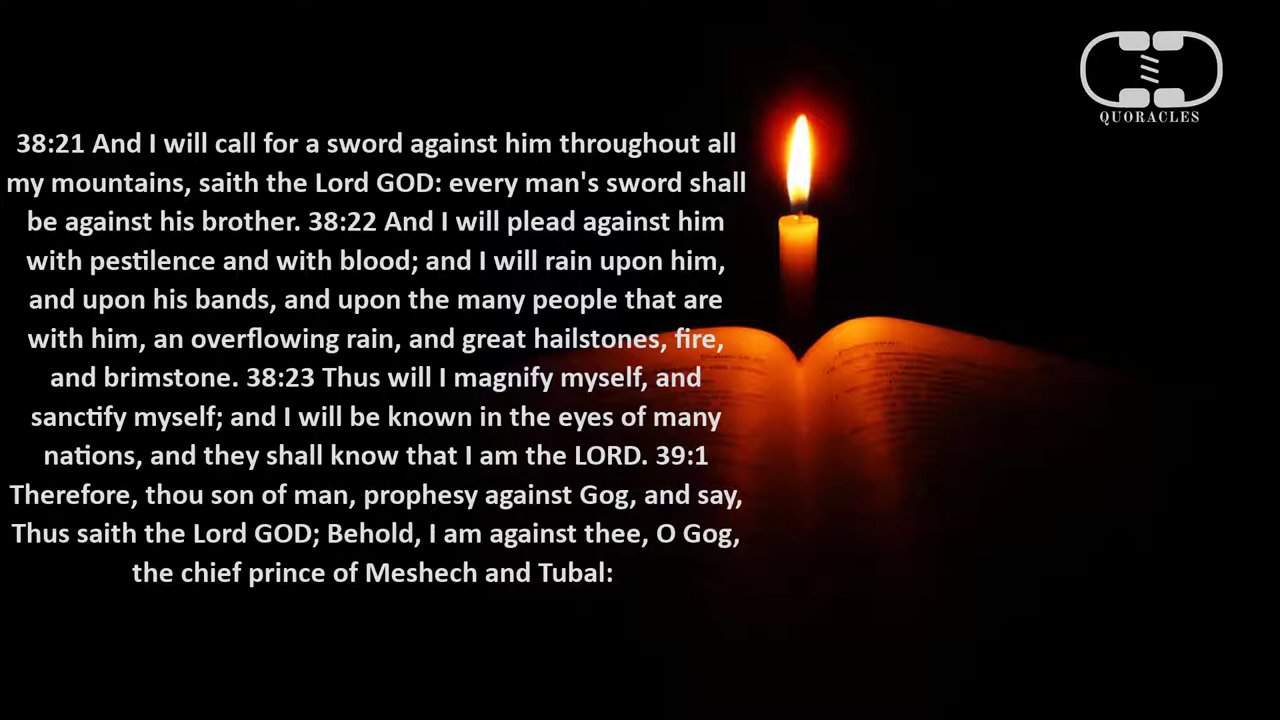 QUORACLES
38:21 And I will call for a sword against him throughout all
my mountains, saith the Lord GOD: every man's sword shall
be against his brother. 38:22 And I will plead against him
with pestilence and with blood; and I will rain upon him,
and upon his bands, and upon the many people that are
with him, an overflowing rain, and great hailstones, fire,
and brimstone. 38:23 Thus will I magnify myself, and
sanctify myself; and I will be known in the eyes of many
nations, and they shall know that I am the LORD. 39:1
Therefore, thou son of man, prophesy against Gog, and say,
Thus saith the Lord GOD; Behold, I am against thee, O Gog,
the chief prince of Meshech and Tubal: